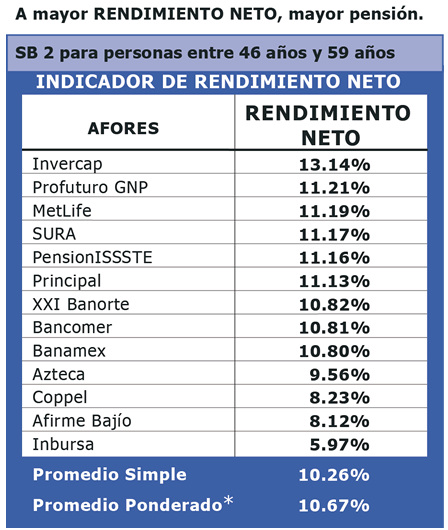 A mayor RENDIMIENTO NETO, mayor pensión.
SB 2 para personas entre 46 años y 59 años
INDICADOR DE RENDIMIENTO NETO
AFORES RENDIMIENTO NETO
Invercap 13.14%
Profuturo GNP 11.21%
MetLife 11.19%
SURA 11.17%
PensionISSSTE 11.16%
Principal 11.13%
XXI Banorte 10.82%
Bancomer 10.81%
Banamex 10.80%
Azteca 9.56%
Coppel 8.23%
Afirme Bajío 8.12%
Inbursa 5.97%
Promedio Simple 10.26%
Promedio Ponderado* 10.67%